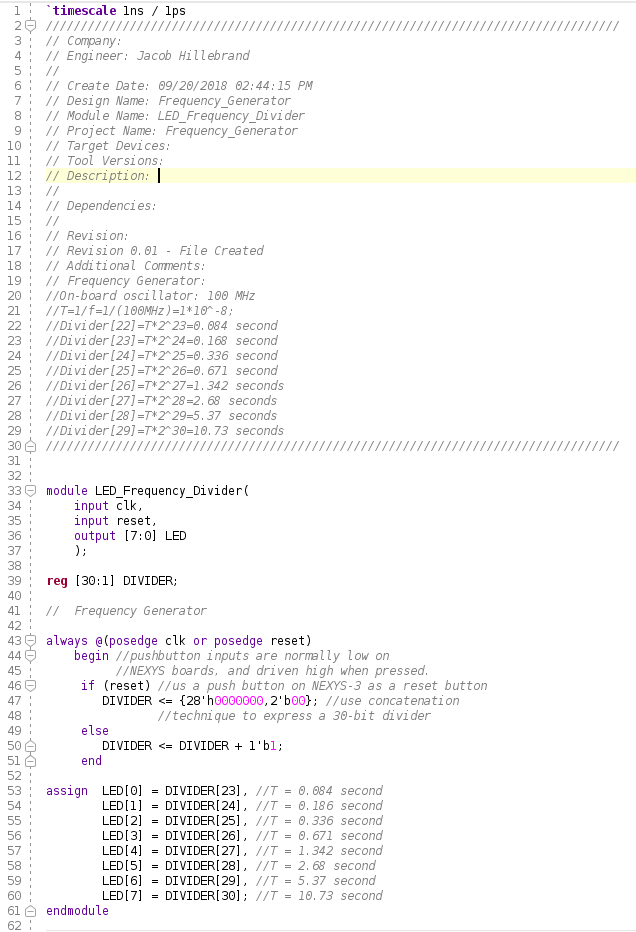 1 `timescale 1ns / 1ps
2 //////////////////////////////////////////////////////////////////////////////////
3 // Company:
4 // Engineer: Jacob Hillebrand
5 //
6 // Create Date: 09/20/2018 02:44:15 PM
7 // Design Name: Frequency_Generator
8 // Module Name: LED_Frequency_Divider
9 // Project Name: Frequency_Generator
10 // Target Devices:
11 // Tool Versions:
12 // Description:
13 //
14 // Dependencies:
15 //
16 // Revision:
17 // Revision 0.01 - File Created
18 // Additional Comments:
19 // Frequency Generator:
20 //On-board oscillator: 100 MHz
21 //T=1/f=1/(100MHz)=1*10^-8;
22 //Divider[22]=T*2^23=0.084 second
23 //Divider[23]=T*2^24=0.168 second
24 //Divider[24]=T*2^25=0.336 second
25 //Divider[25]=T*2^26=0.671 second
26 //Divider[26]=T*2^27=1.342 seconds
27 //Divider[27]=T*2^28=2.68 seconds
28 //Divider[28]=T*2^29=5.37 seconds
29 //Divider[29]=T*2^30=10.73 seconds
30 //////////////////////////////////////////////////////////////////////////////////
31
32
33 module LED_Frequency_Divider(
34 input clk,
35 input reset,
36 output [7:0] LED
37 );
38
39 reg [30:1] DIVIDER;
40
41 //  Frequency Generator
42
43 always @(posedge clk or posedge reset)
44 begin //pushbutton inputs are normally low on
45 //NEXYS boards, and driven high when pressed.
46 if (reset) //us a push button on NEXYS-3 as a reset button
47 DIVIDER <= {28'h0000000,2'b00}; //use concatenation
48 //technique to express a 30-bit divider
49 else
50 DIVIDER <= DIVIDER + 1'b1;
51 end
52
53 assign  LED[0] = DIVIDER[23], //T = 0.084 second
54 LED[1] = DIVIDER[24], //T = 0.186 second
55 LED[2] = DIVIDER[25], //T = 0.336 second
56 LED[3] = DIVIDER[26], //T = 0.671 second
57 LED[4] = DIVIDER[27], //T = 1.342 second
58 LED[5] = DIVIDER[28], //T = 2.68 second
59 LED[6] = DIVIDER[29], //T = 5.37 second
60 LED[7] = DIVIDER[30]; //T = 10.73 second
61 endmodule
62